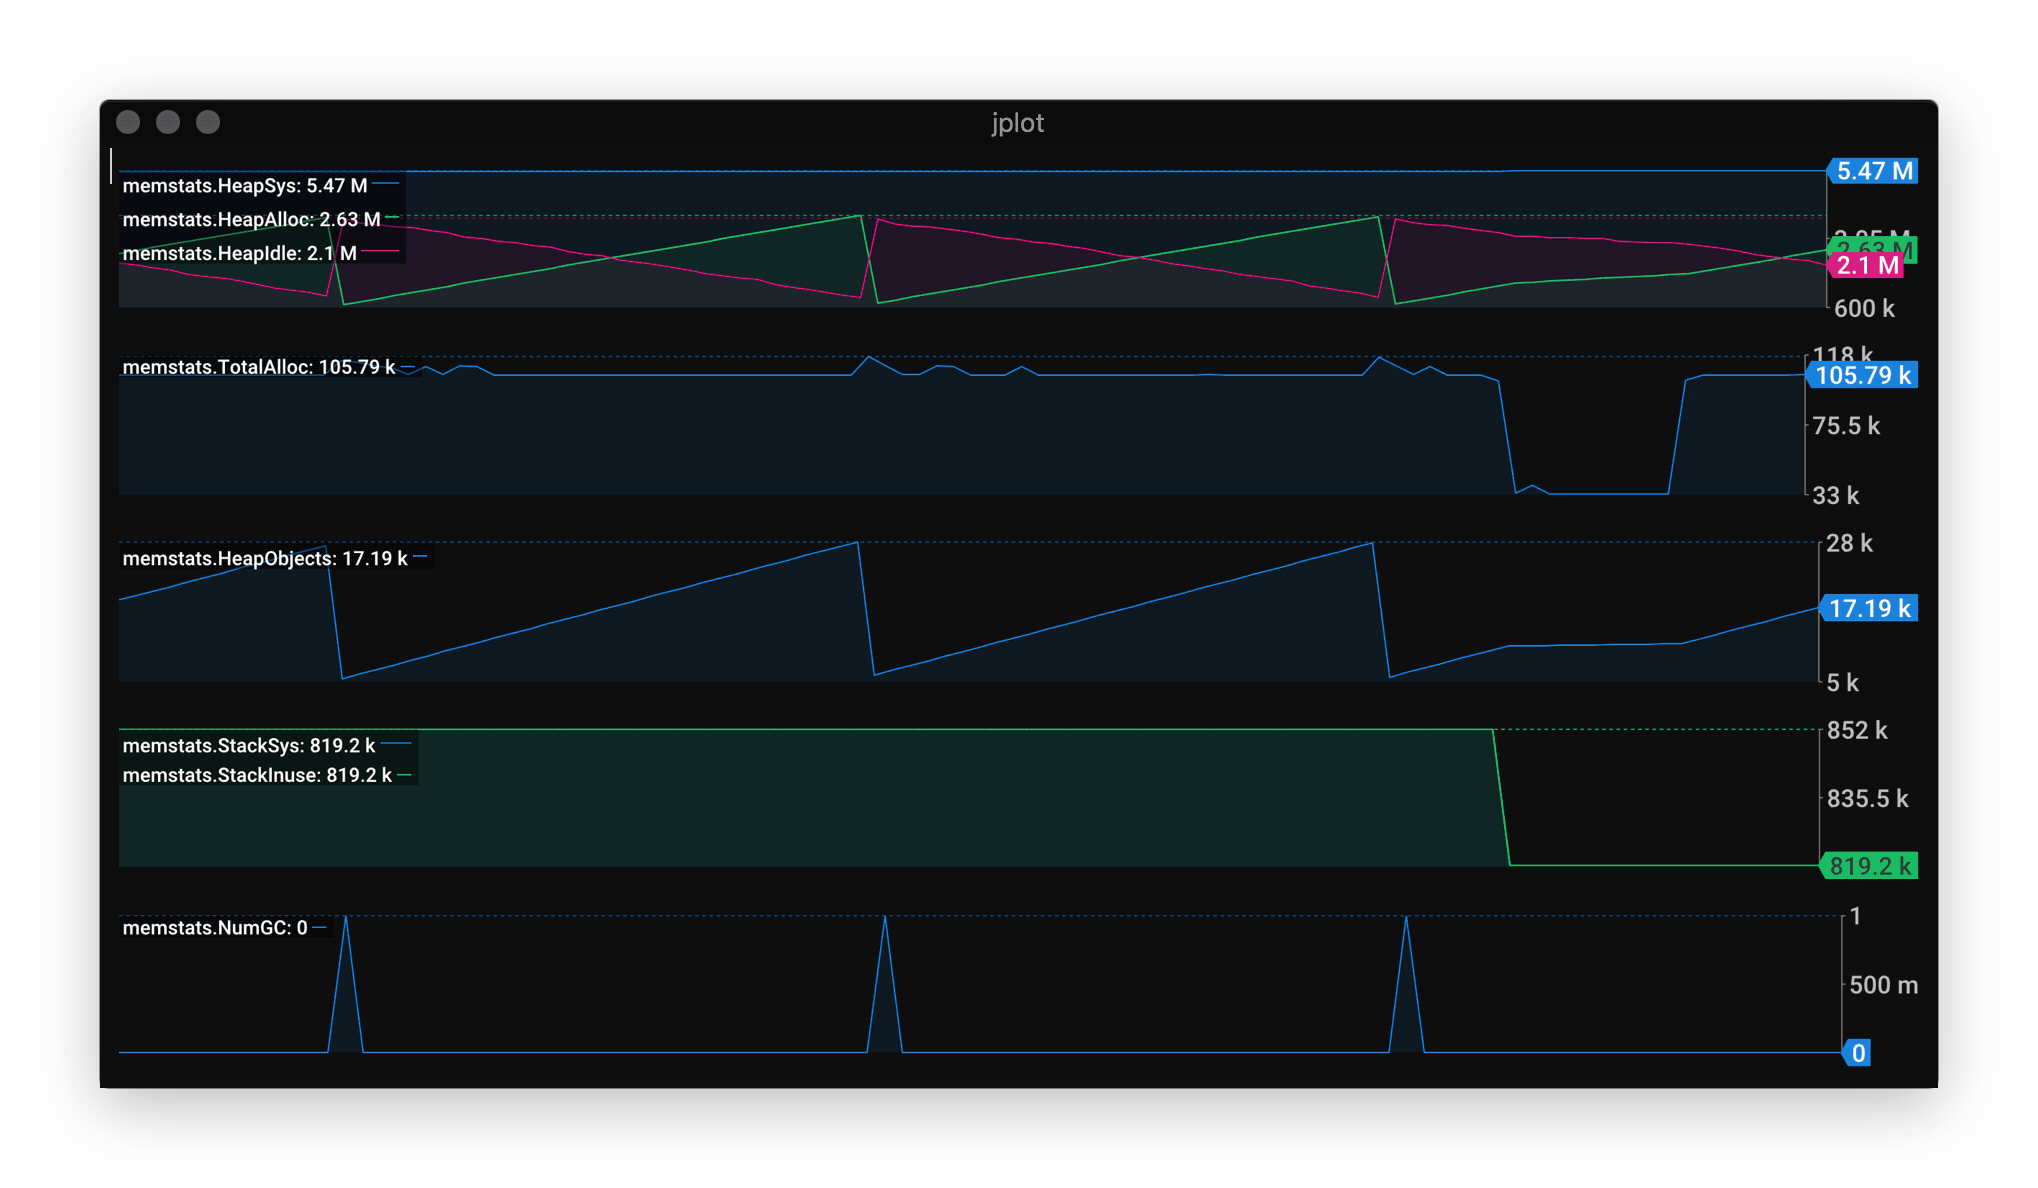 jplot
memstats.HeapSys: 5.47 M
5.47 M
memstats.HeapAlloc: 2.63 M
2.63 M
memstats.HeapIdle: 2.1 M
2.1 M
600 k
memstats.TotalAlloc: 105.79 k
118 k
105.79 k
75.5 k
33 k
memstats.HeapObjects: 17.19 k
28 k
17.19 k
5 k
memstats.StackSys: 819.2 k
852 k
memstats.StackInuse: 819.2 k
835.5 k
819.2 k
memstats.NumGC: 0
1
500 m
0